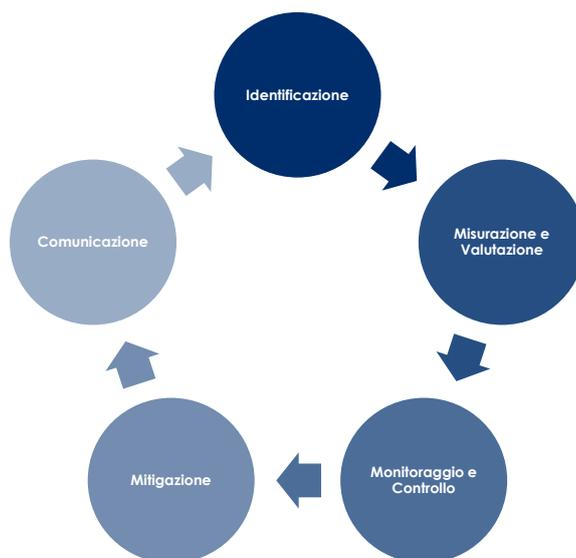 Identificazione
Misurazione e
Valutazione
Monitoraggio e
Controllo
Mitigazione
Comunicazione